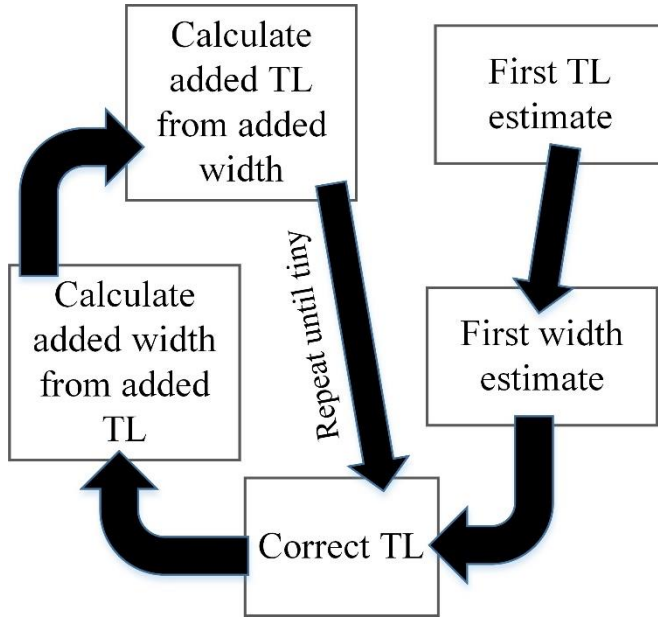 Calculate
added TL
from added
width
First TL
estimate
Repeat until tiny
Calculate
added width
from added
TL
First width
estimate
Correct TL